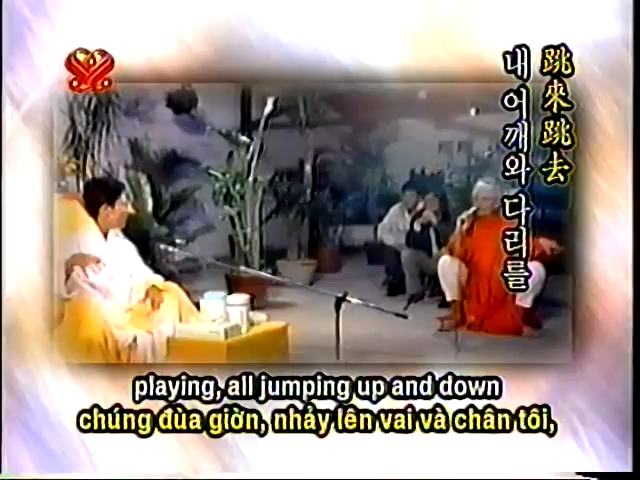 跳來跳去
내 어깨와 다리를
playing, all jumping up and down
chúng đùa giỡn, nhảy lên vai và chân tôi,